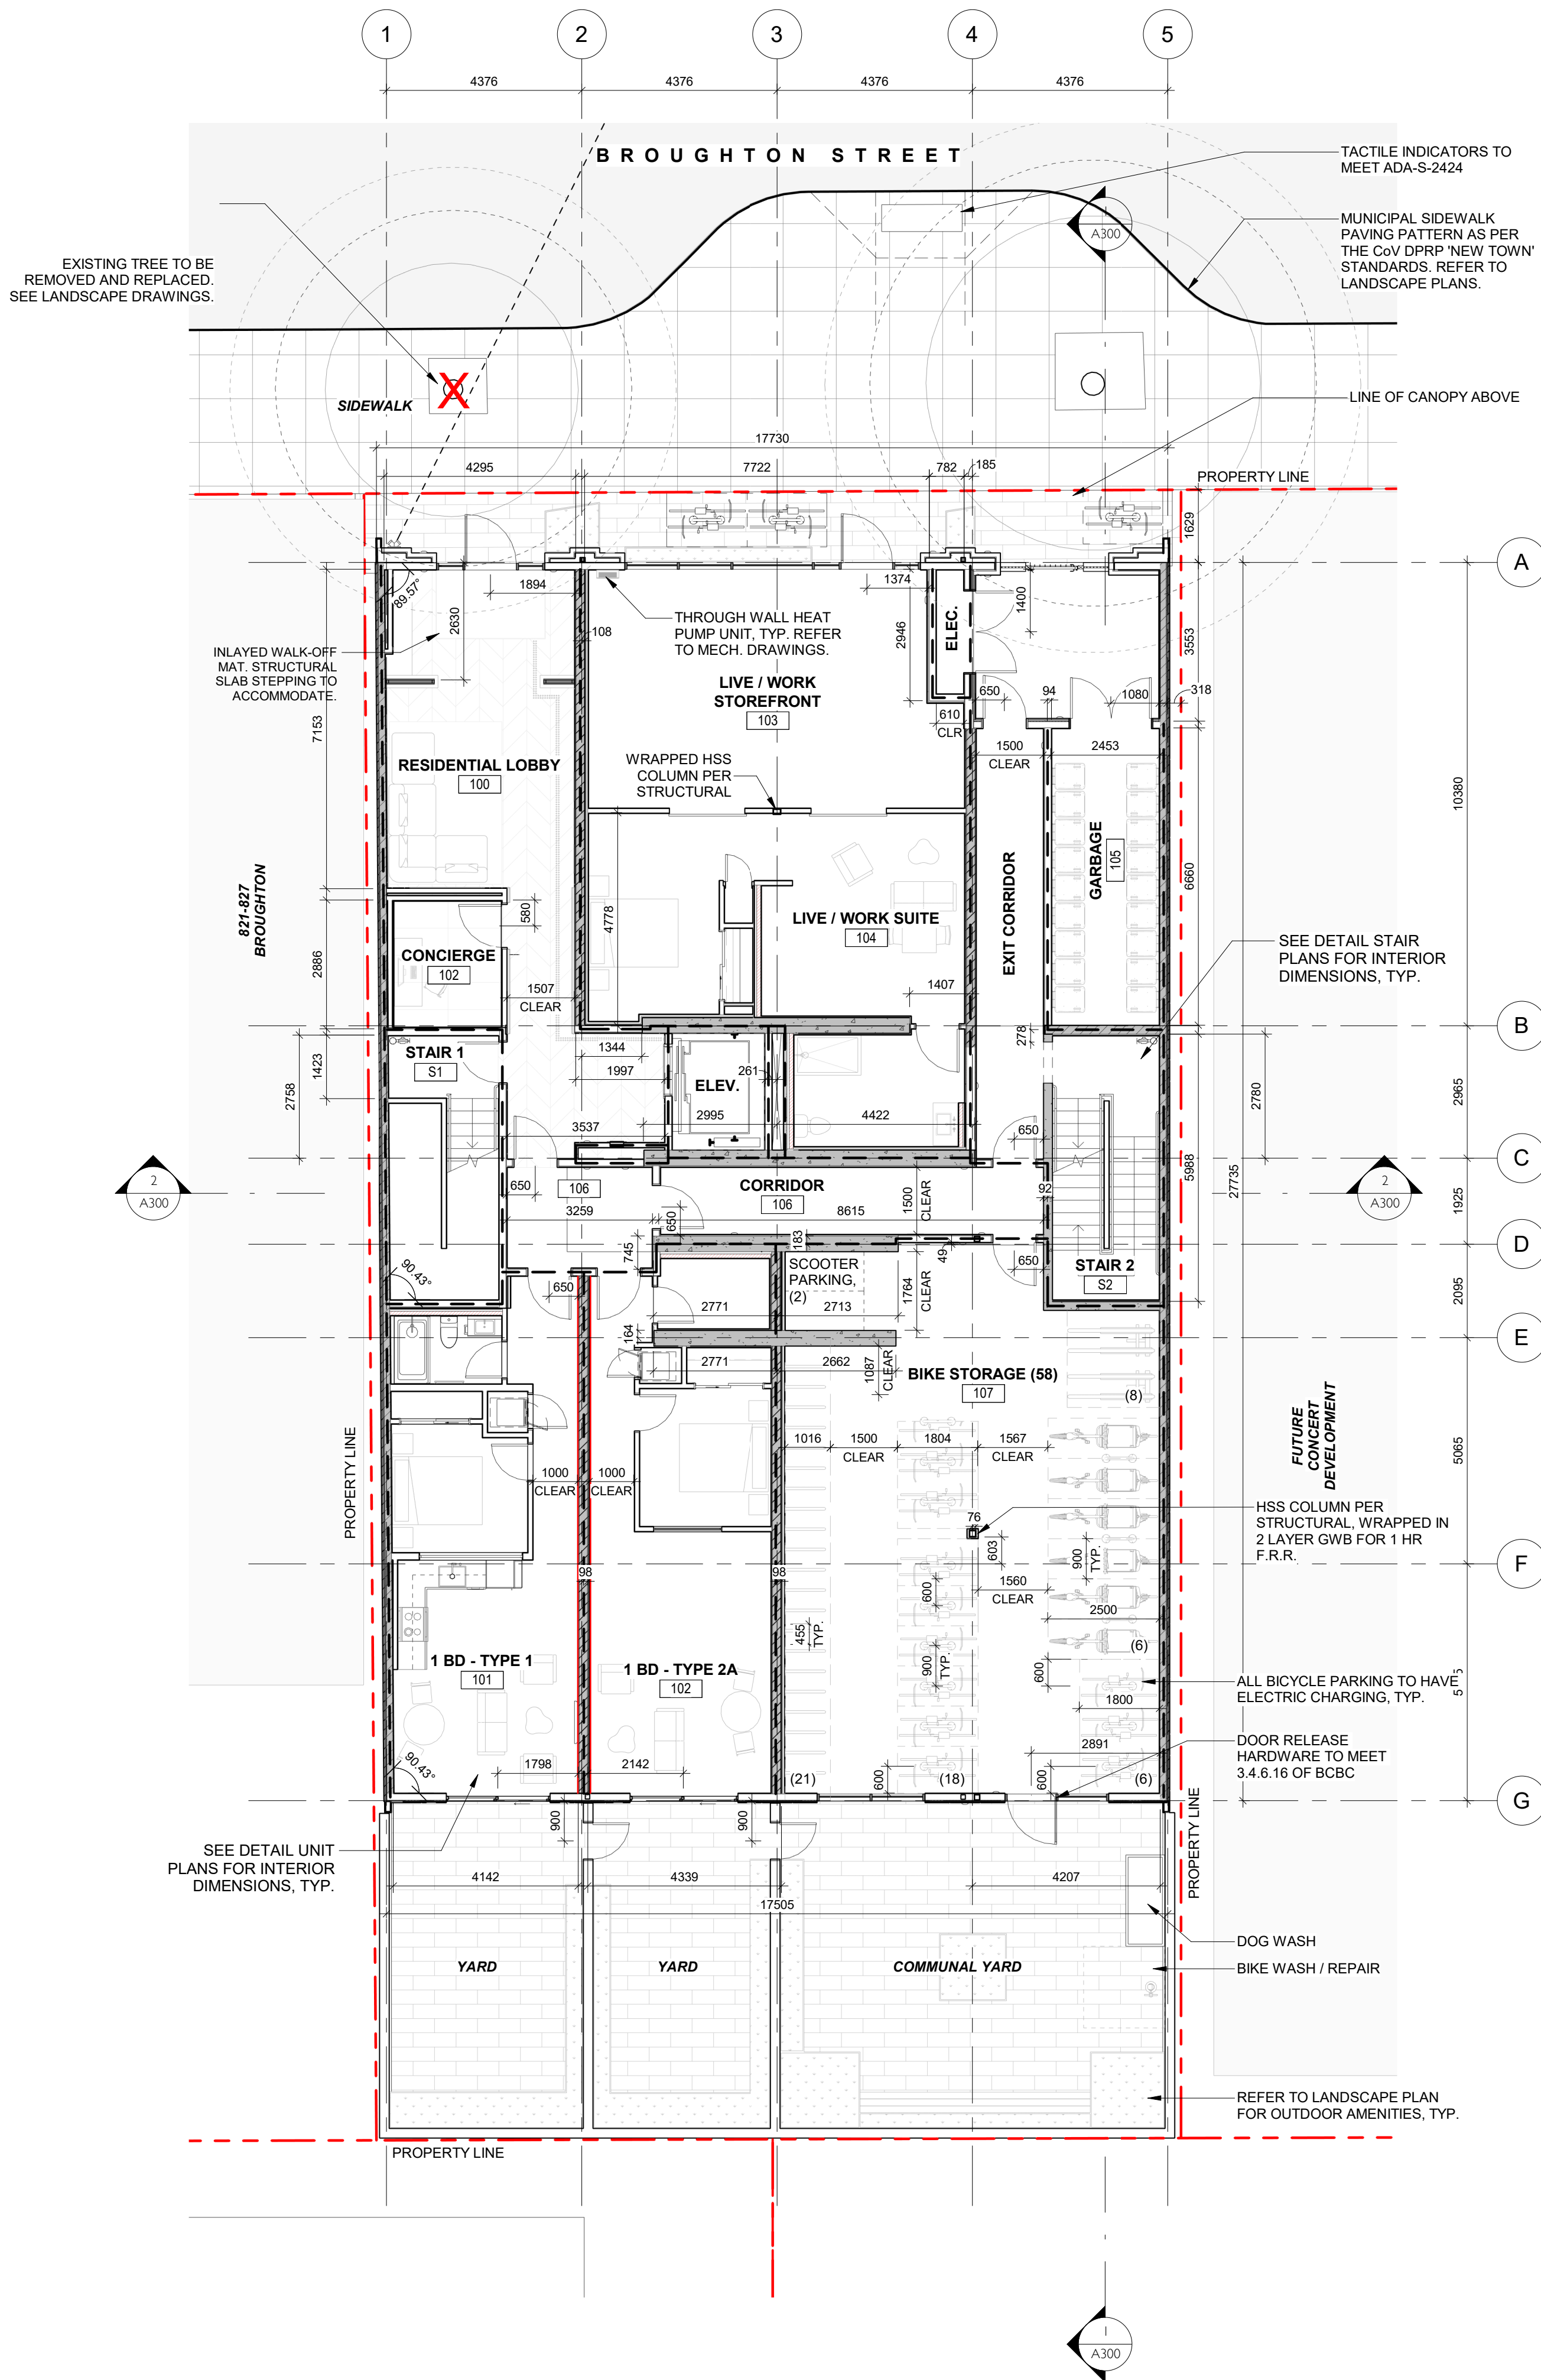 1
2
3
4
5
4376
4376
4376
4376
BROUGHTON STREET
TACTILE INDICATORS TO
MEET ADA-S-2424
A300
MUNICIPAL SIDEWALK
PAVING PATTERN AS PER
THE CoV DPRP 'NEW TOWN'
STANDARDS. REFER TO
LANDSCAPE PLANS.
EXISTING TREE TO BE
REMOVED AND REPLACED.
SEE LANDSCAPE DRAWINGS.
X
SIDEWALK
LINE OF CANOPY ABOVE
17730
4295
7722
782
185
PROPERTY LINE
1629
A
89.57°
1894
2630
108
THROUGH WALL HEAT
PUMP UNIT, TYP. REFER
TO MECH. DRAWINGS.
1374
2946
ELEC.
1400
3553
INLAYED WALK-OFF
MAT. STRUCTURAL
SLAB STEPPING TO
ACCOMMODATE.
LIVE / WORK
STOREFRONT
103
650
94
1080
318
610
CLR
7153
1500
CLEAR
2453
RESIDENTIAL LOBBY
100
WRAPPED HSS
COLUMN PER
STRUCTURAL
10380
GARBAGE
105
6660
EXIT CORRIDOR
821-827
BROUGHTON
580
4778
LIVE / WORK SUITE
104
CONCIERGE
102
2886
1507
CLEAR
1407
SEE DETAIL STAIR
PLANS FOR INTERIOR
DIMENSIONS, TYP.
B
278
STAIR 1
S1
1423
2758
1344
1997
ELEV.
261
2995
4422
2780
2965
3537
650
C
2
A300
650
106
3259
CORRIDOR
106
650
8615
1500
CLEAR
92
5988
27735
2
A300
1925
D
745
183
49
650
STAIR 2
S2
SCOOTER
PARKING,
(2)
1764
CLEAR
90.43°
650
2771
2713
2095
164
E
2771
2662
1087
CLEAR
BIKE STORAGE (58)
107
(8)
FUTURE
CONCERT
DEVELOPMENT
5065
1016
1500
CLEAR
1804
1567
CLEAR
1000
CLEAR
1000
CLEAR
PROPERTY LINE
76
HSS COLUMN PER
STRUCTURAL, WRAPPED IN
2 LAYER GWB FOR 1 HR
F.R.R.
603
900
TYP.
F
98
98
600
1560
CLEAR
2500
455
TYP.
(6)
1 BD - TYPE 1
101
1 BD - TYPE 2A
102
900
TYP.
600
ALL BICYCLE PARKING TO HAVE
ELECTRIC CHARGING, TYP.
1800
2891
DOOR RELEASE
HARDWARE TO MEET
3.4.6.16 OF BCBC
90.43°
1798
2142
(21)
600
(18)
600
(6)
G
PROPERTY LINE
900
900
SEE DETAIL UNIT
PLANS FOR INTERIOR
DIMENSIONS, TYP.
4142
4339
4207
17505
DOG WASH
YARD
YARD
COMMUNAL YARD
BIKE WASH / REPAIR
REFER TO LANDSCAPE PLAN
FOR OUTDOOR AMENITIES, TYP.
PROPERTY LINE
1
A300